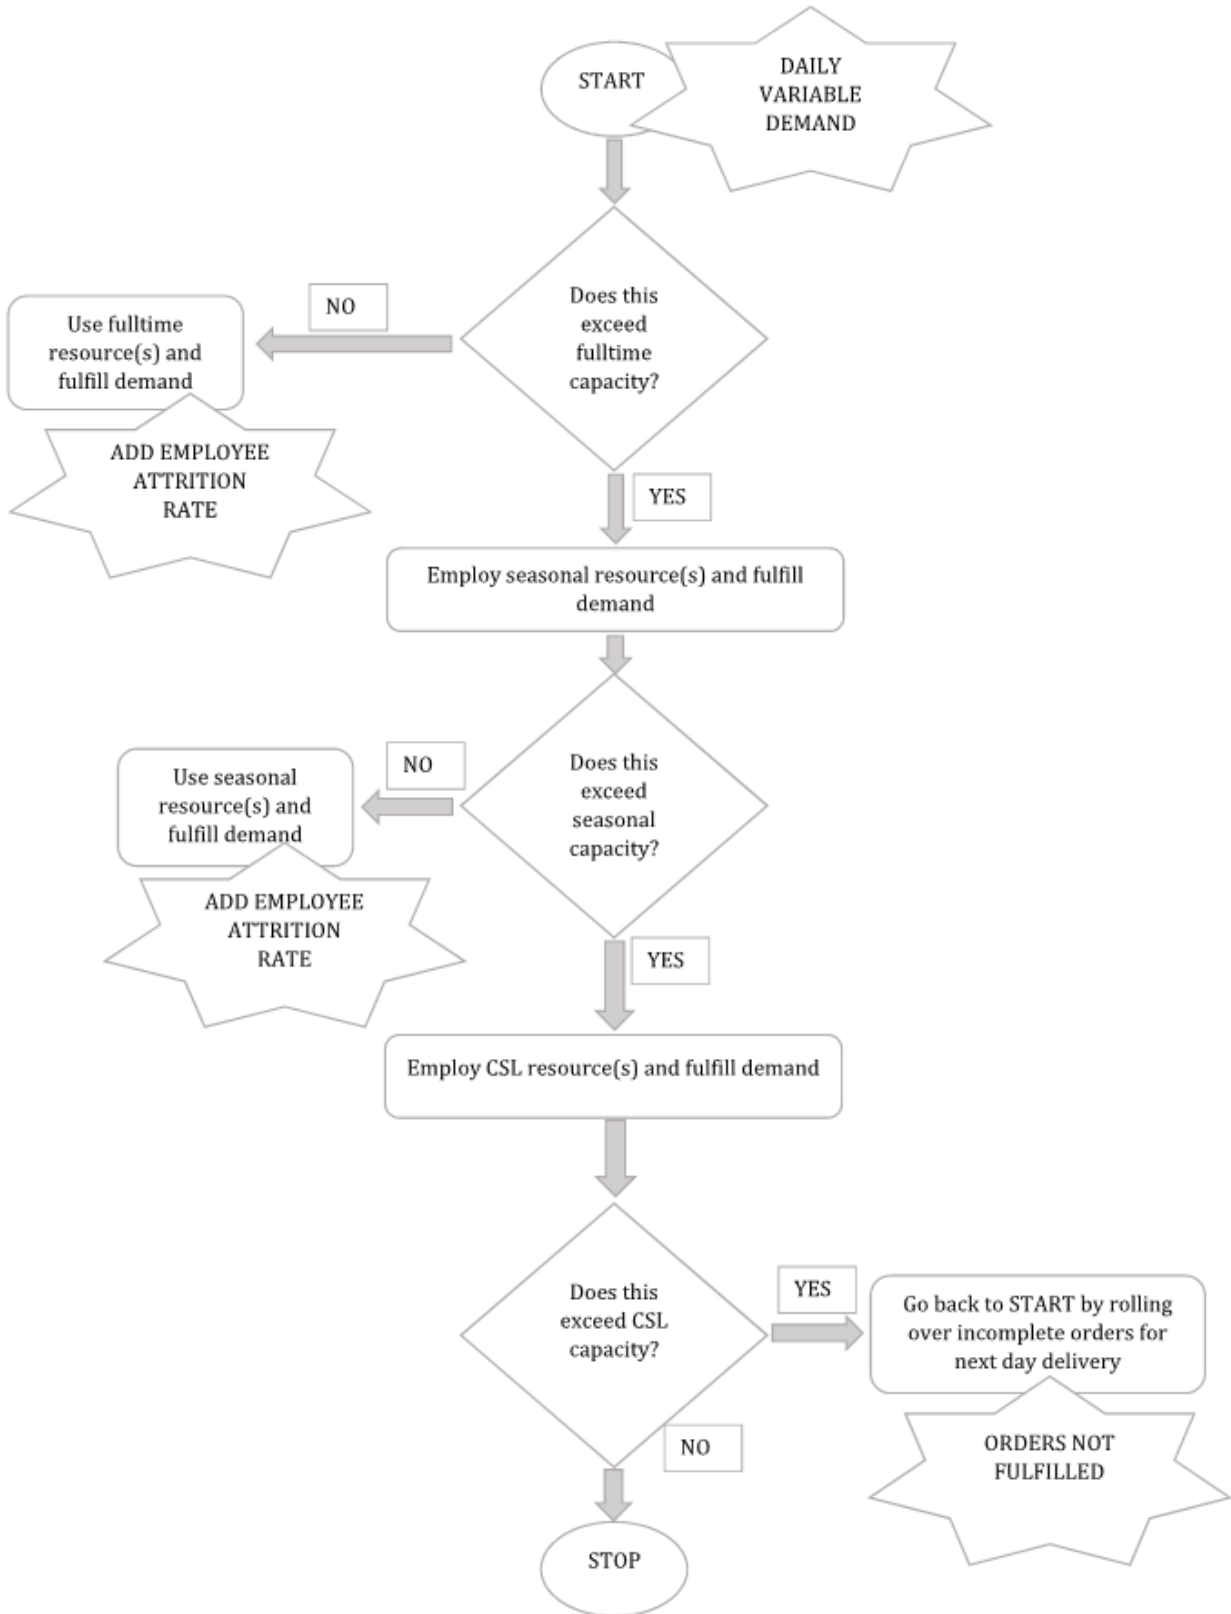 START
DAILY
VARIABLE
DEMAND
Does this
exceed
fulltime
capacity?
NO
Use fulltime
resource(s) and
fulfill demand
ADD EMPLOYEE
ATTRITION
RATE
YES
Employ seasonal resource(s) and fulfill
demand
Does this
exceed
seasonal
capacity?
NO
Use seasonal
resource(s) and
fulfill demand
ADD EMPLOYEE
ATTRITION
RATE
YES
Employ CSL resource(s) and fulfill demand
Does this
exceed CSL
capacity?
YES
Go back to START by rolling
over incomplete orders for
next day delivery
ORDERS NOT
FULFILLED
NO
STOP